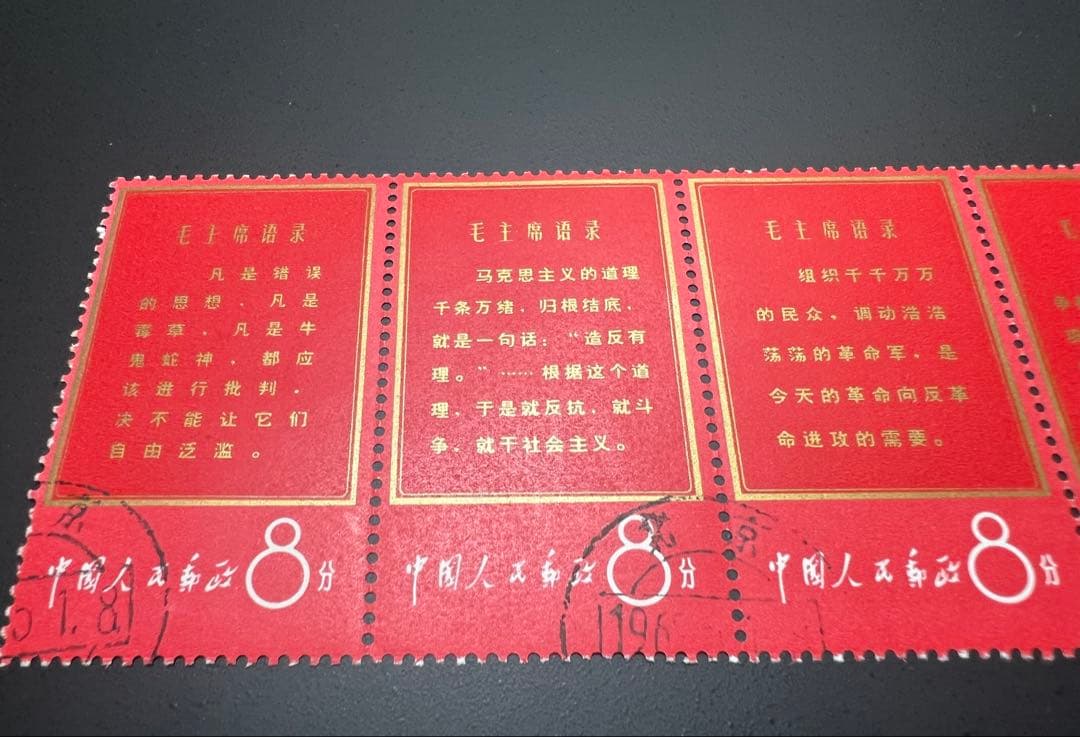 毛主席语录
凡是错误
的思想、凡是
毒草、凡是牛
鬼蛇神，都应
该进行批判，
决不能让它们
自由泛滥。
中国人民邮政8分
京
1.8
毛主席语录
马克思主义的道理
千条万绪，归根结底，
就是一句话：“造反有
理。”……根据这个道
理，于是就反抗，就斗
争，就干社会主义。
中国人民邮政8分
北京
196
毛主席语录
组织千千万万
的民众，调动浩浩
荡荡的革命军，是
今天的革命向反革
命进攻的需要。
中国人民邮政8分